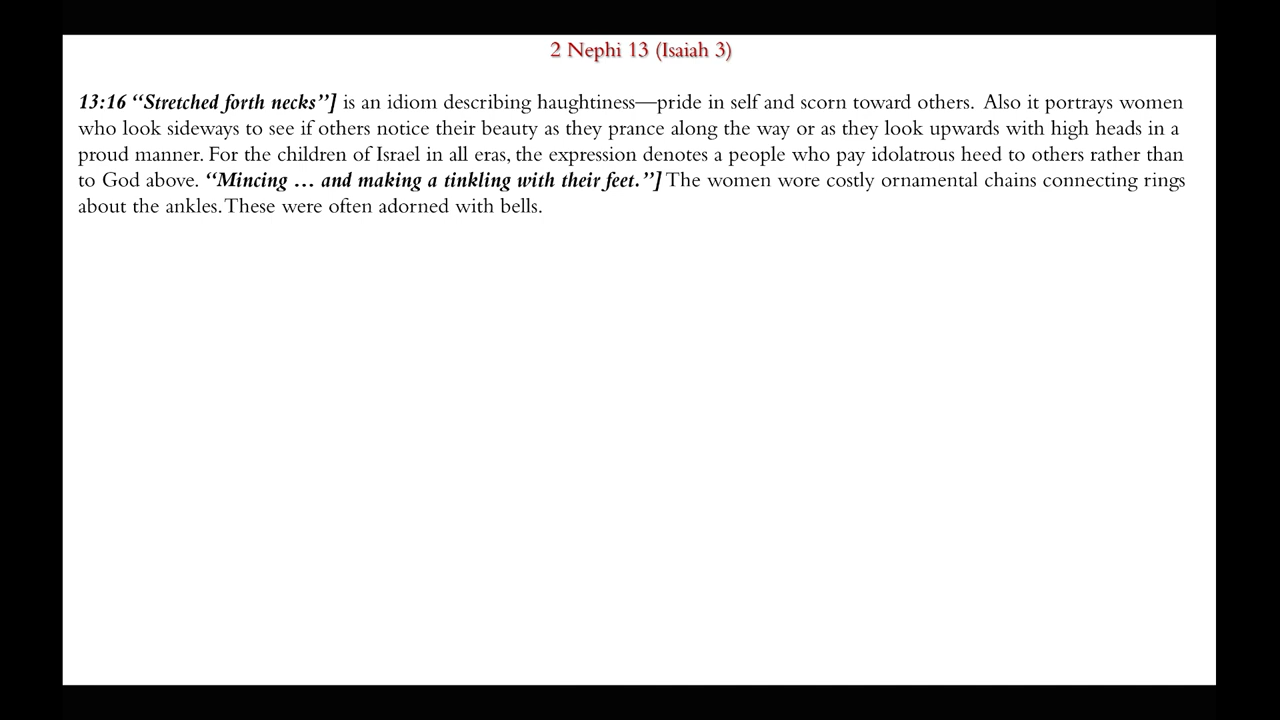 2 Nephi 13 (Isaiah 3)
13:16 “Stretched forth necks”] is an idiom describing haughtiness—pride in self and scorn toward others. Also it portrays women
who look sideways to see if others notice their beauty as they prance along the way or as they look upwards with high heads in a
proud manner. For the children of Israel in all eras, the expression denotes a people who pay idolatrous heed to others rather than
to God above. “Mincing … and making a tinkling with their feet.”] The women wore costly ornamental chains connecting rings
about the ankles. These were often adorned with bells.